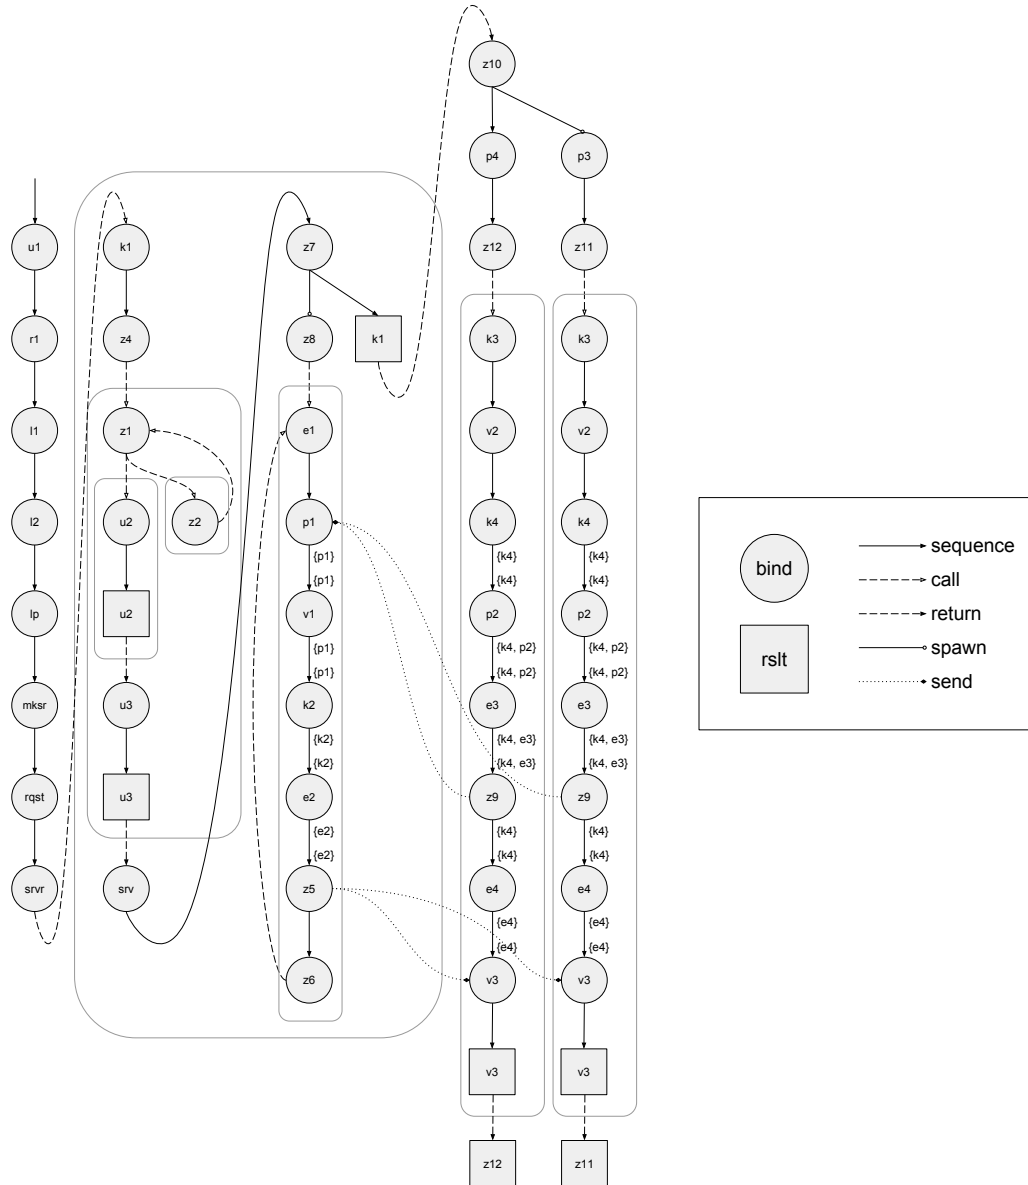 z10
p4 p3
u1 k1 z7 z12 z11
r1 z4 z8 k1 k3 k3
l1 z1 e1 v2 v2
l2 u2 z2 p1 k4 k4
{p1} {k4} {k4}
{p1} {k4} {k4}
lp u2 v1 p2 p2
{p1} {k4, p2} {k4, p2}
{p1} {k4, p2} {k4, p2}
mksr u3 k2 e3 e3
{k2} {k4, e3} {k4, e3}
{k2} {k4, e3} {k4, e3}
rqst u3 e2 z9 z9
{e2} {k4} {k4}
{e2} {k4} {k4}
srvr srv z5 e4 e4
{e4} {e4}
{e4} {e4}
z6 v3 v3
v3 v3
z12 z11
bind
rslt
sequence
call
return
spawn
send